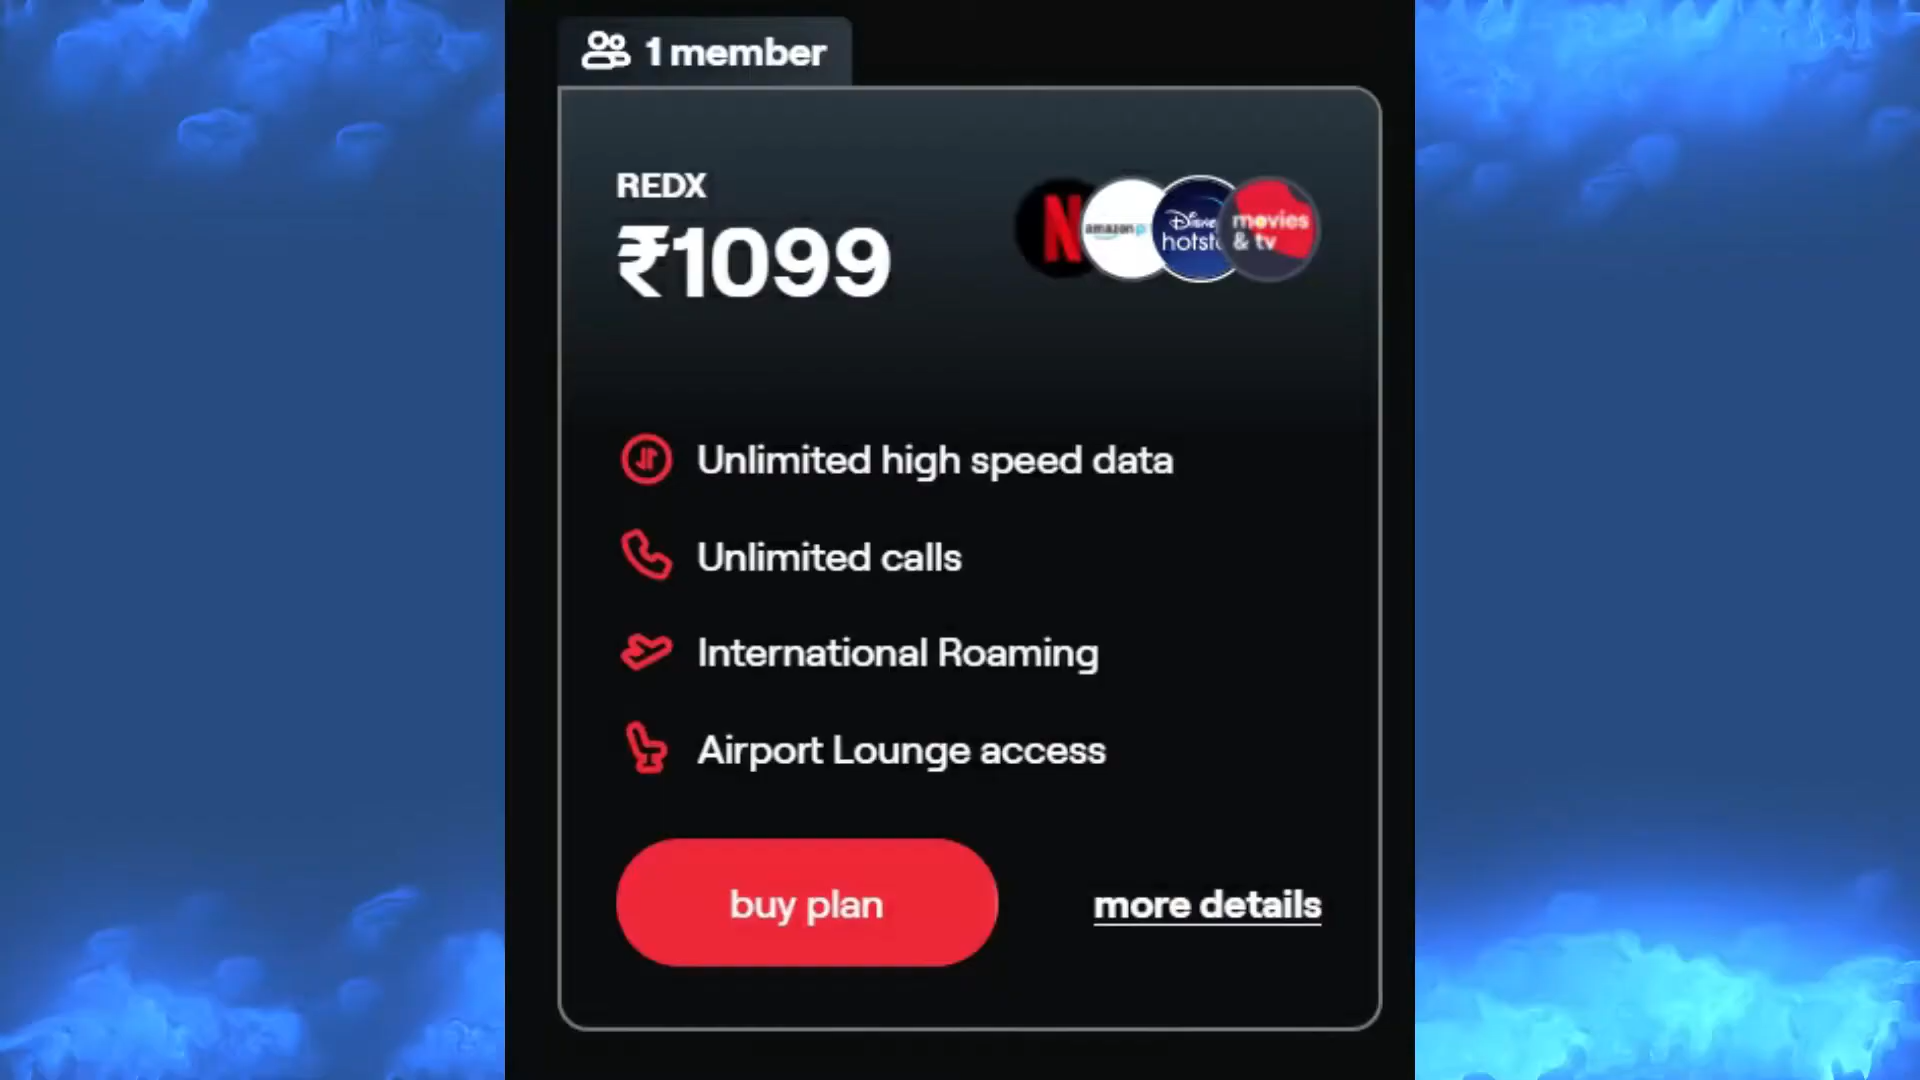 1 member
REDX
₹1099
N
amazon p
Disne
hotst
movies
& tv
Unlimited high speed data
Unlimited calls
International Roaming
Airport Lounge access
buy plan
more details